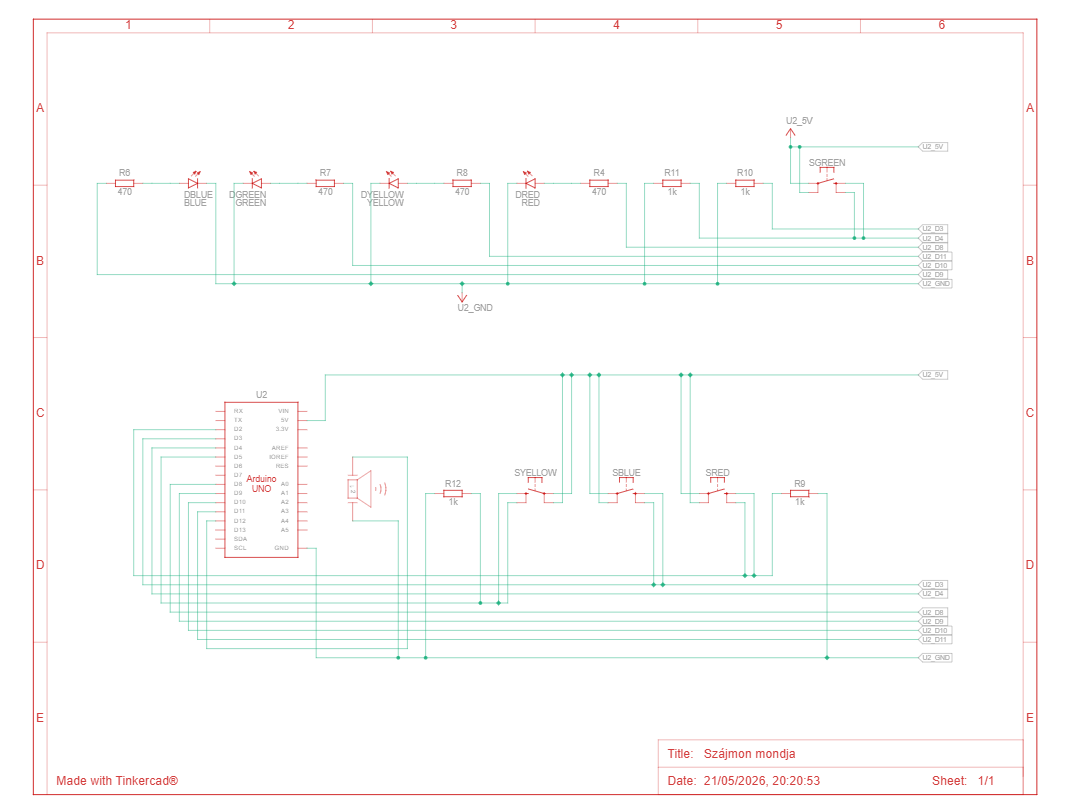 1 2 3 4 5 6
A A
U2_5V
U2_5V
SGREEN
R6 R7 R8 R4 R11 R10
470 DBLUE DGREEN 470 DYELLOW 470 DRED 470 1k 1k
BLUE GREEN YELLOW RED
U2_D3
U2_D4
U2_D8
U2_D11
B B
U2_D10
U2_D9
U2_GND
U2_GND
U2_5V
U2
C C
RX VIN
TX 5V
D2 3.3V
D3
D4 AREF
D5 IOREF
D6 RES
D7
D8 A0
D9 A1
D10 A2
D11 A3
D12 A4
D13 A5
SDA
SCL GND
Arduino
UNO
SYELLOW SBLUE SRED
R12 R9
1k 1k
D D
U2_D3
U2_D4
U2_D8
U2_D9
U2_D10
U2_D11
U2_GND
E E
Title: Szájmon mondja
Made with Tinkercad®
Date: 21/05/2026, 20:20:53 Sheet: 1/1